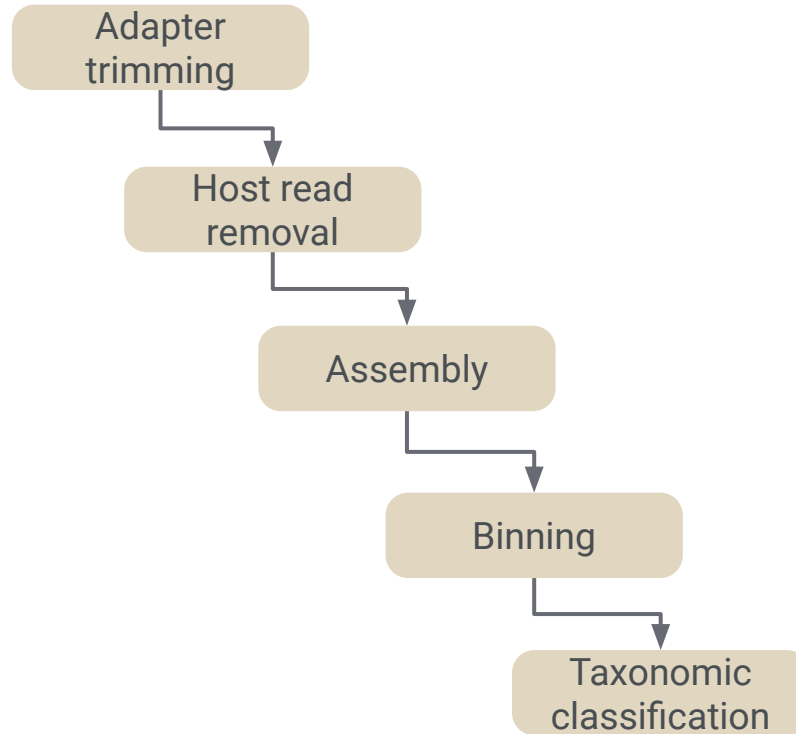 Adapter
trimming
Host read
removal
Assembly
Binning
Taxonomic
classification